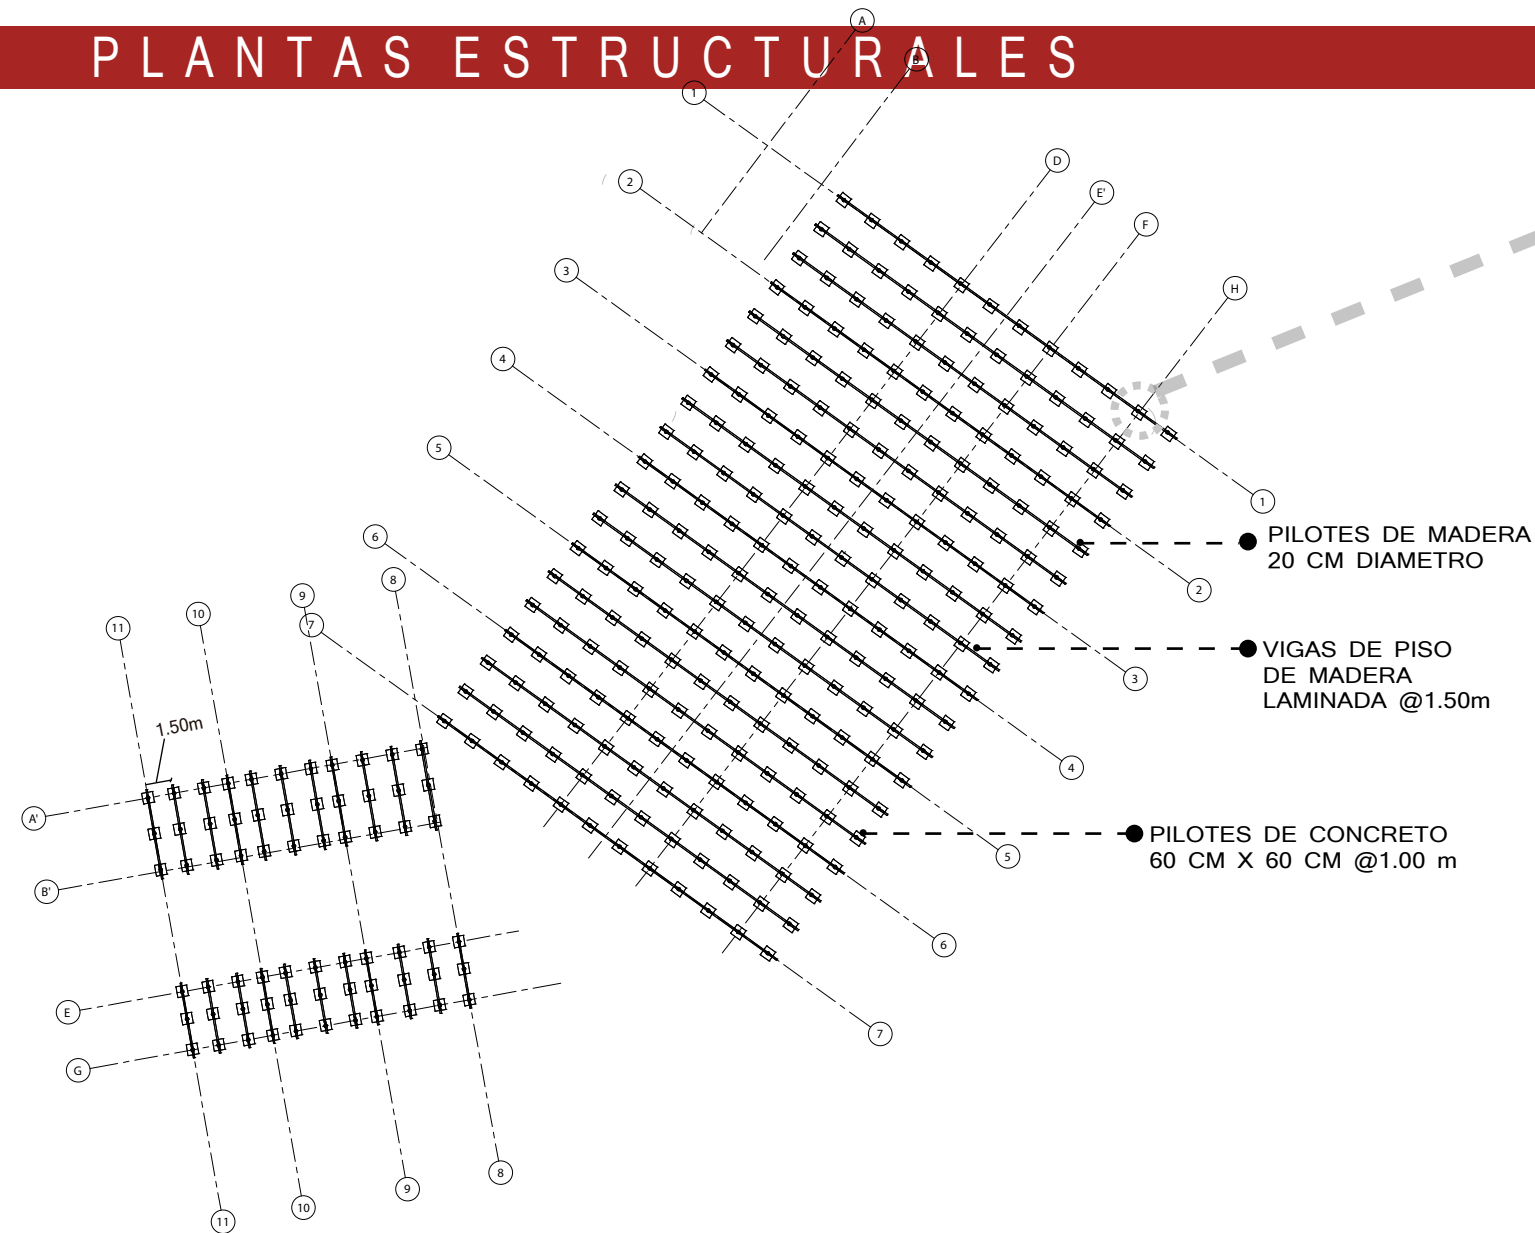 PLANTAS ESTRUCTURALES
A
B
1
D
2
E'
F
3
H
4
5
1
PILOTES DE MADERA
20 CM DIAMETRO
6
8
2
9
10
7
11
VIGAS DE PISO
DE MADERA
LAMINADA @1.50m
3
1.50m
4
A'
PILOTES DE CONCRETO
60 CM X 60 CM @1.00 m
5
B'
6
E
7
G
8
9
10
11